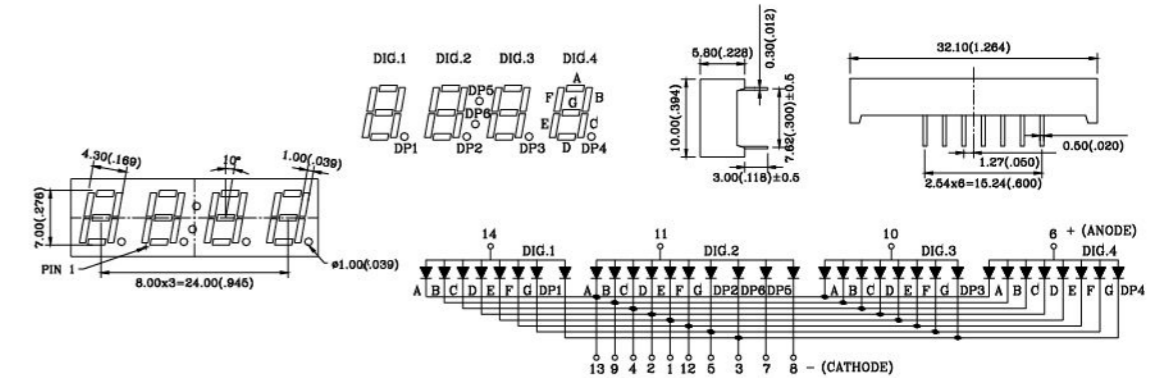 DIG.1 DIG.2 DIG.3 DIG.4
A
F G B
E C
D
DP5
DP6
DP1 DP2 DP3 DP4
5.80(.228)
0.30(.012)
10.00(.394)
7.62(.300)±0.5
3.00(.118)±0.5
32.10(1.264)
0.50(.020)
1.27(.050)
2.54x6=15.24(.600)
4.30(.169)
10°
1.00(.039)
7.00(.276)
PIN 1
8.00x3=24.00(.945)
ø1.00(.039)
14 11 10 6 + (ANODE)
DIG.1 DIG.2 DIG.3 DIG.4
A B C D E F G DP1 A B C D E F G DP2 DP6 DP5 A B C D E F G DP3 A B C D E F G DP4
13 9 4 2 1 12 5 3 7 8 - (CATHODE)